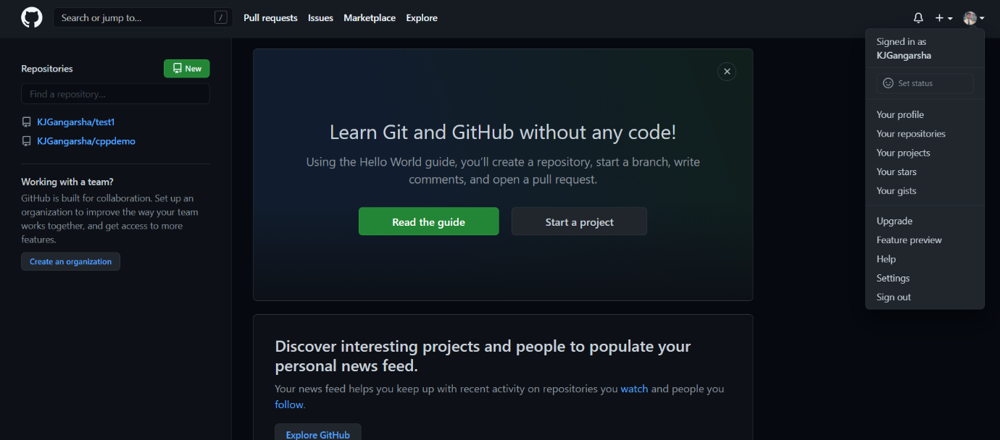 Search or jump to...
/
Pull requests
Issues
Marketplace
Explore
Signed in as
KJGangarsha
Set status
Your profile
Your repositories
Your projects
Your stars
Your gists
Upgrade
Feature preview
Help
Settings
Sign out
Repositories
New
Find a repository...
KJGangarsha/test1
KJGangarsha/cppdemo
Working with a team?
GitHub is built for collaboration. Set up an
organization to improve the way your team
works together, and get access to more
features.
Create an organization
Learn Git and GitHub without any code!
Using the Hello World guide, you’ll create a repository, start a branch, write
comments, and open a pull request.
Read the guide
Start a project
Discover interesting projects and people to populate your
personal news feed.
Your news feed helps you keep up with recent activity on repositories you watch and people you
follow.
Explore GitHub